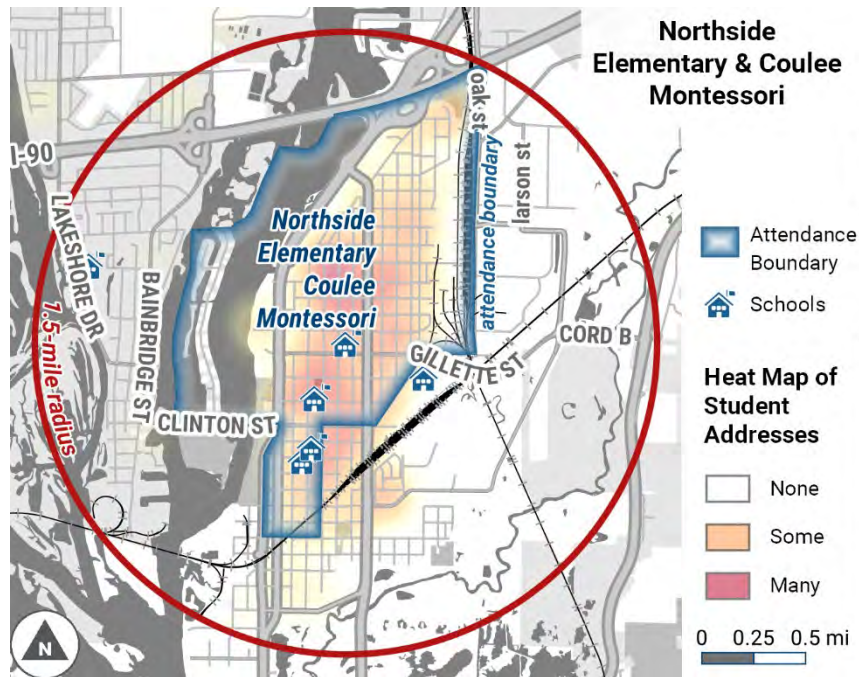 Northside
Elementary & Coulee
Montessori
I-90
LAKESHORE DR
BAINBRIDGE ST
1.5-mile radius
CLINTON ST
Northside
Elementary
Coulee
Montessori
oak st
attendance boundary
larson st
GILLETTE ST
CORD B
Attendance
Boundary
Schools
Heat Map of
Student
Addresses
None
Some
Many
0 0.25 0.5 mi
N